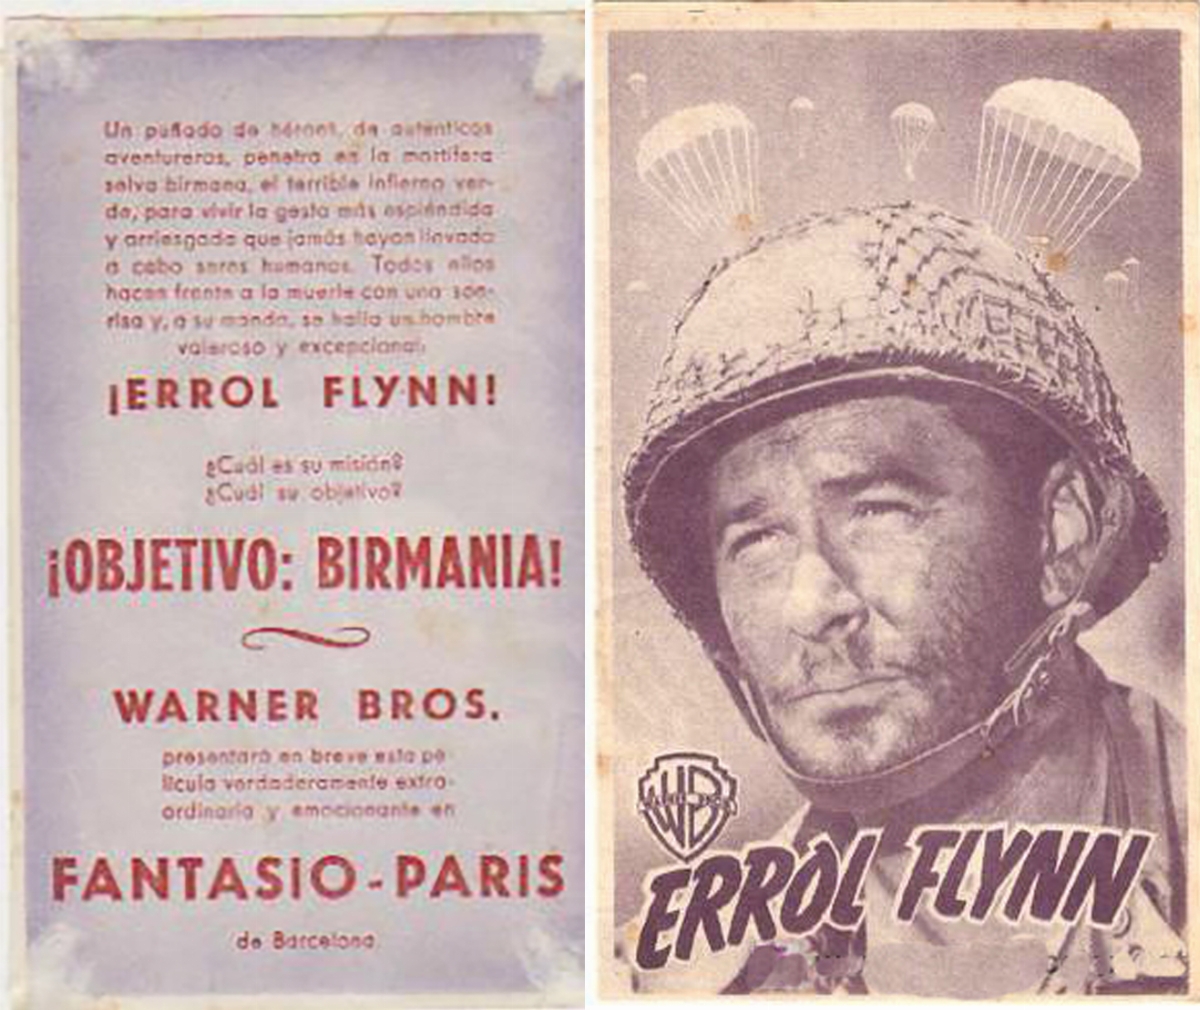 Un puñado de héroes, de auténticos
aventureros, penetra en la mortífera
selva birmana, el terrible infierno ver-
de, para vivir la gesta más espléndida
y arriesgada que jamás hayan llevado
a cabo seres humanos. Todos ellos
hacen frente a la muerte con una son-
risa y, a su mando, se halla un hombre
valeroso y excepcional:
¡ERROL FLYNN!
¿Cuál es su misión?
¿Cuál su objetivo?
¡OBJETIVO: BIRMANIA!
WARNER BROS.
presentará en breve esta pe-
lícula verdaderamente extra-
ordinaria y emocionante en
FANTASIO-PARIS
de Barcelona
WB
WARNER BROS
ERROL FLYNN